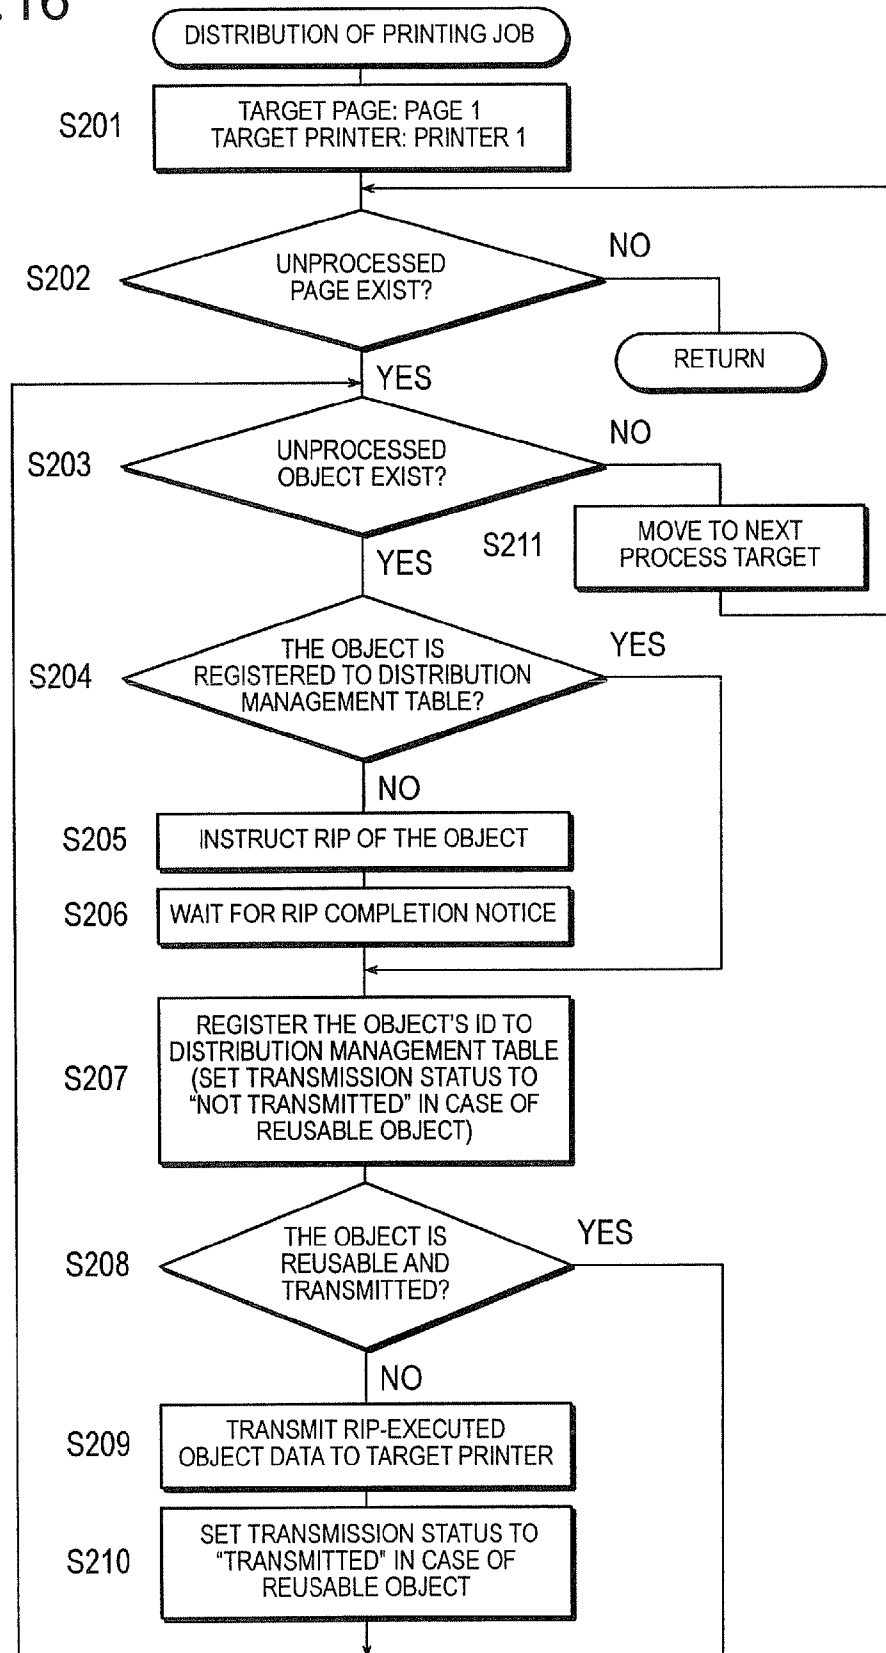 .16
DISTRIBUTION OF PRINTING JOB
S201
TARGET PAGE: PAGE 1
TARGET PRINTER: PRINTER 1
S202
UNPROCESSED
PAGE EXIST?
NO
RETURN
YES
S203
UNPROCESSED
OBJECT EXIST?
NO
S211
MOVE TO NEXT
PROCESS TARGET
YES
S204
THE OBJECT IS
REGISTERED TO DISTRIBUTION
MANAGEMENT TABLE?
YES
NO
S205
INSTRUCT RIP OF THE OBJECT
S206
WAIT FOR RIP COMPLETION NOTICE
S207
REGISTER THE OBJECT'S ID TO
DISTRIBUTION MANAGEMENT TABLE
(SET TRANSMISSION STATUS TO
“NOT TRANSMITTED” IN CASE OF
REUSABLE OBJECT)
S208
THE OBJECT IS
REUSABLE AND
TRANSMITTED?
YES
NO
S209
TRANSMIT RIP-EXECUTED
OBJECT DATA TO TARGET PRINTER
S210
SET TRANSMISSION STATUS TO
“TRANSMITTED” IN CASE OF
REUSABLE OBJECT